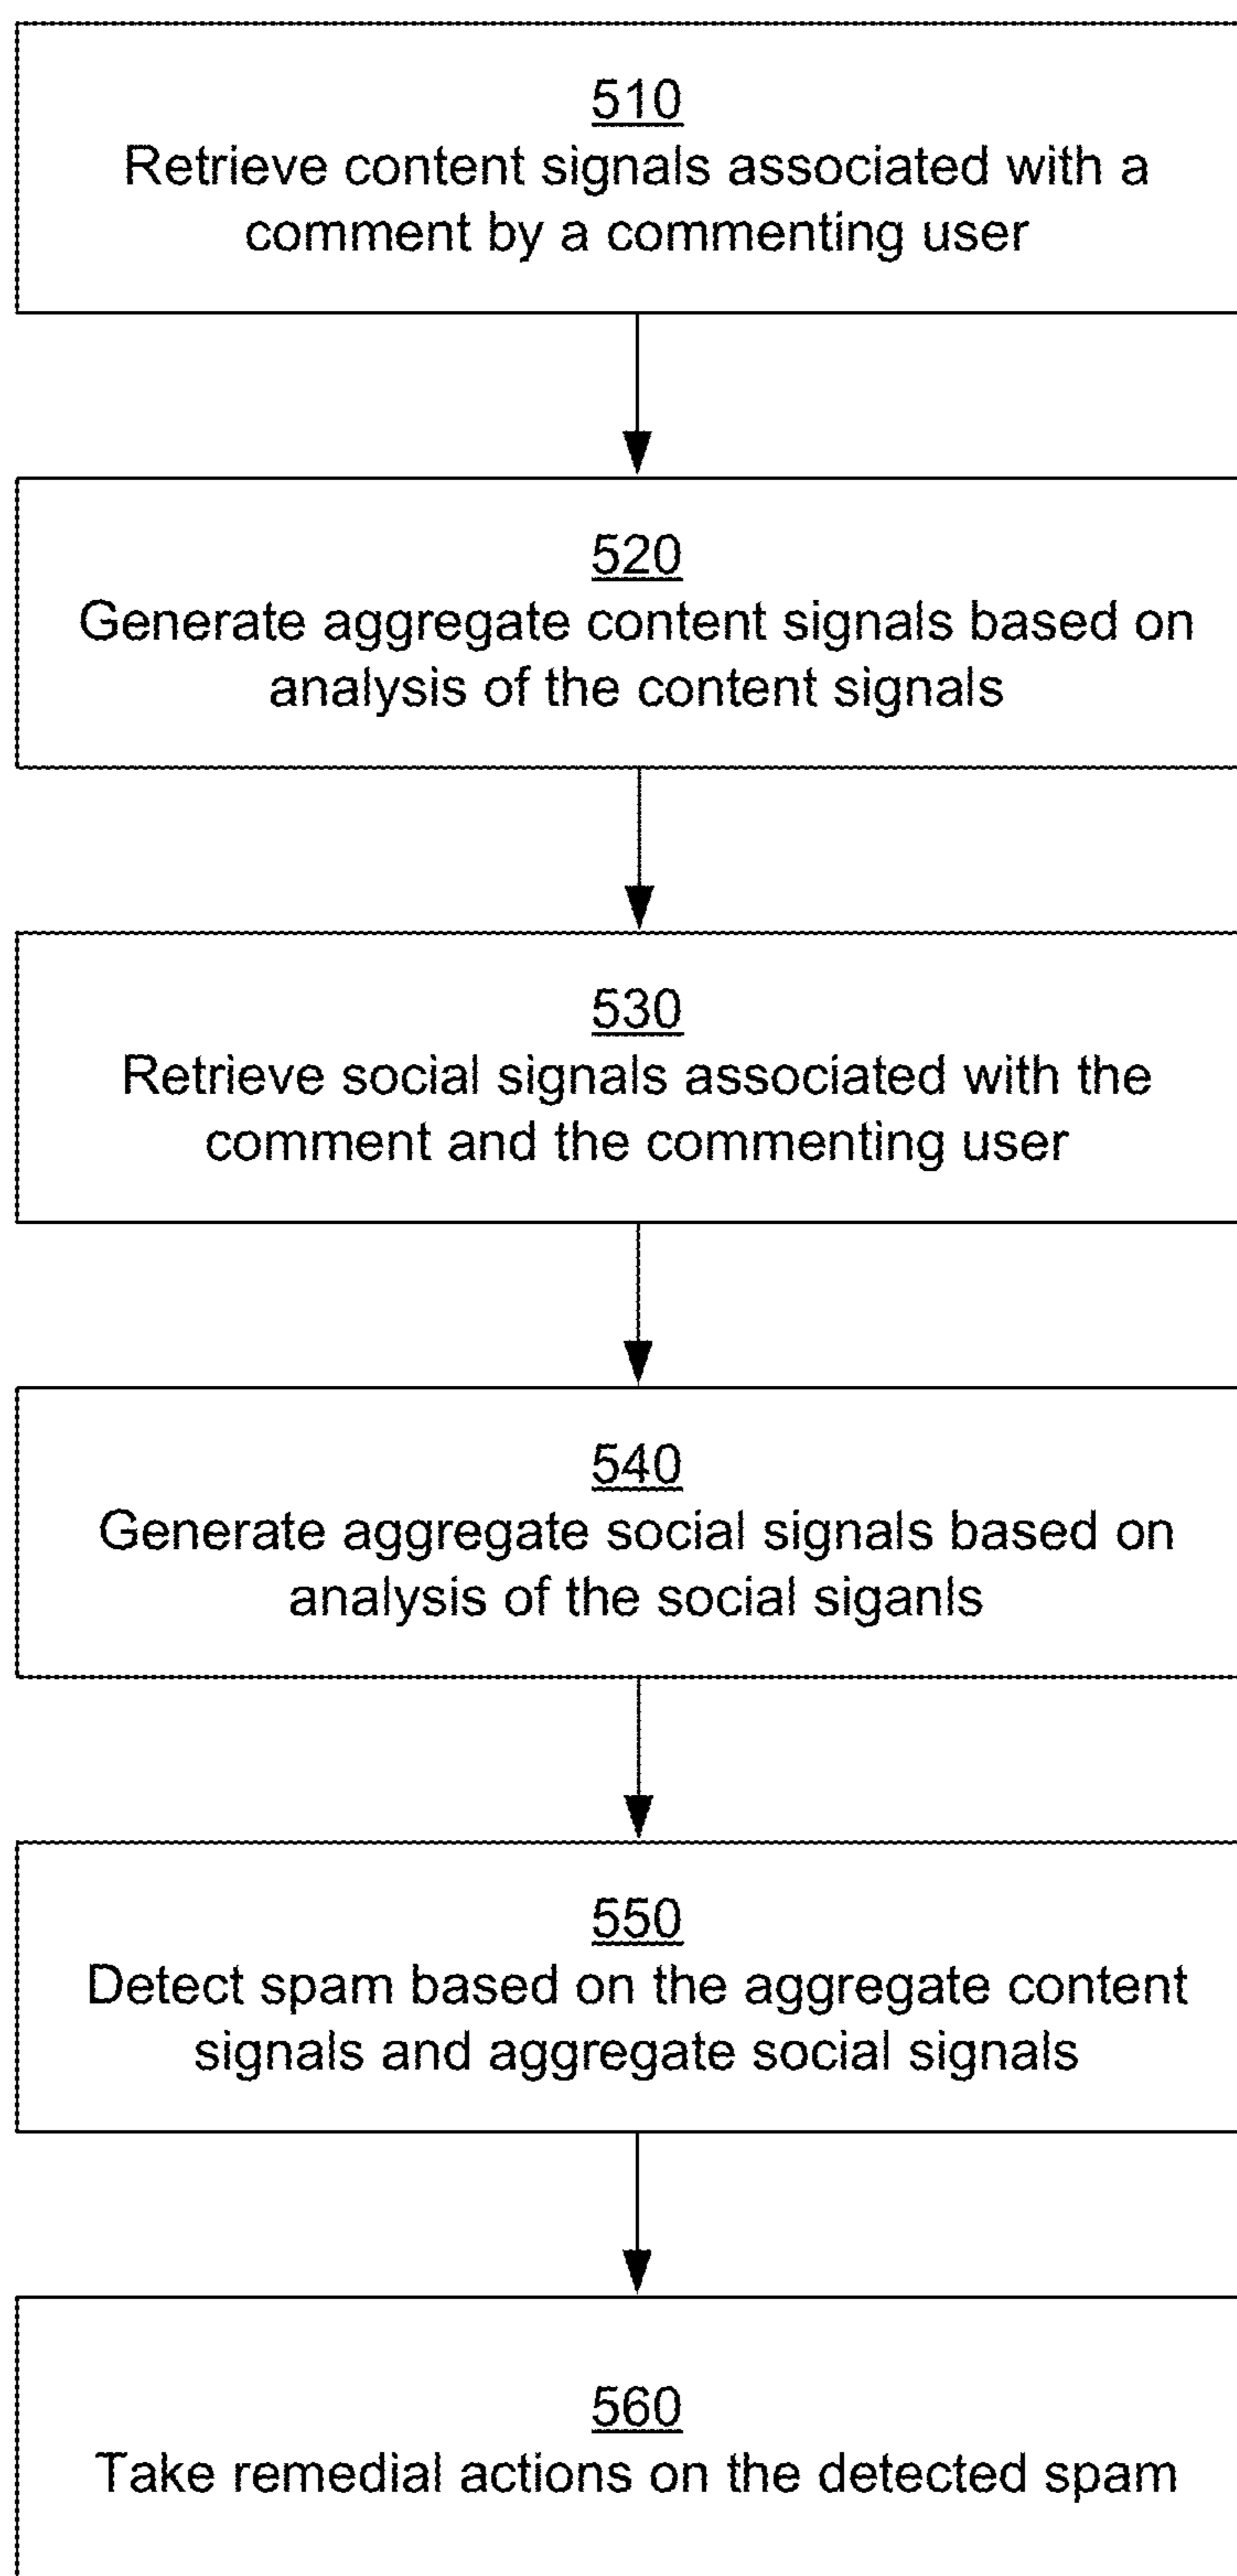 510
Retrieve content signals associated with a
comment by a commenting user
520
Generate aggregate content signals based on
analysis of the content signals
530
Retrieve social signals associated with the
comment and the commenting user
540
Generate aggregate social signals based on
analysis of the social siganls
550
Detect spam based on the aggregate content
signals and aggregate social signals
560
Take remedial actions on the detected spam